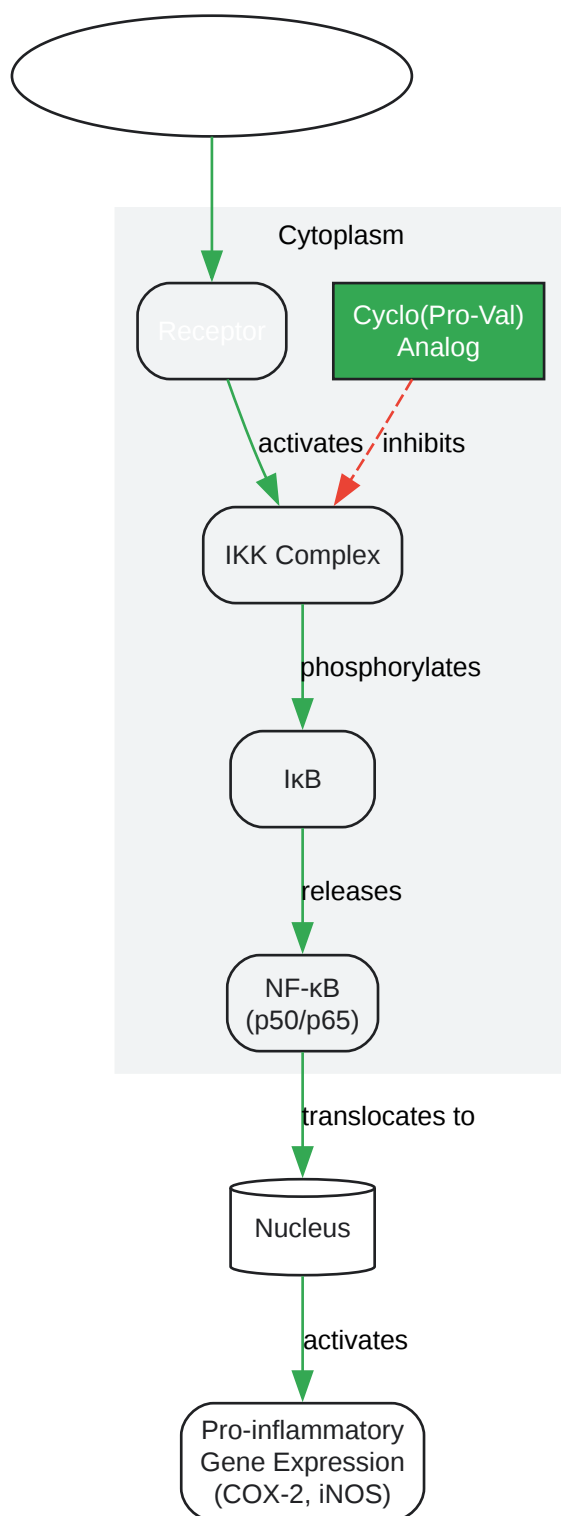 Cytoplasm
Receptor
Cyclo(Pro-Val)
Analog
activates
inhibits
IKK Complex
phosphorylates
IκB
releases
NF-κB
(p50/p65)
translocates to
Nucleus
activates
Pro-inflammatory
Gene Expression
(COX-2, iNOS)